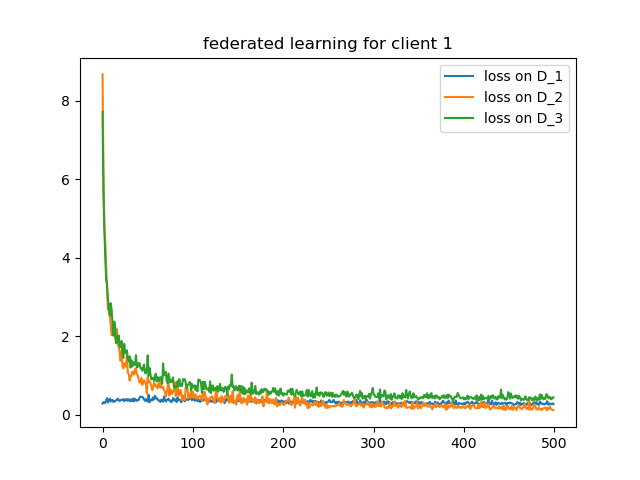 federated learning for client 1
loss on D_1
loss on D_2
loss on D_3
8
6
4
2
0
0 100 200 300 400 500